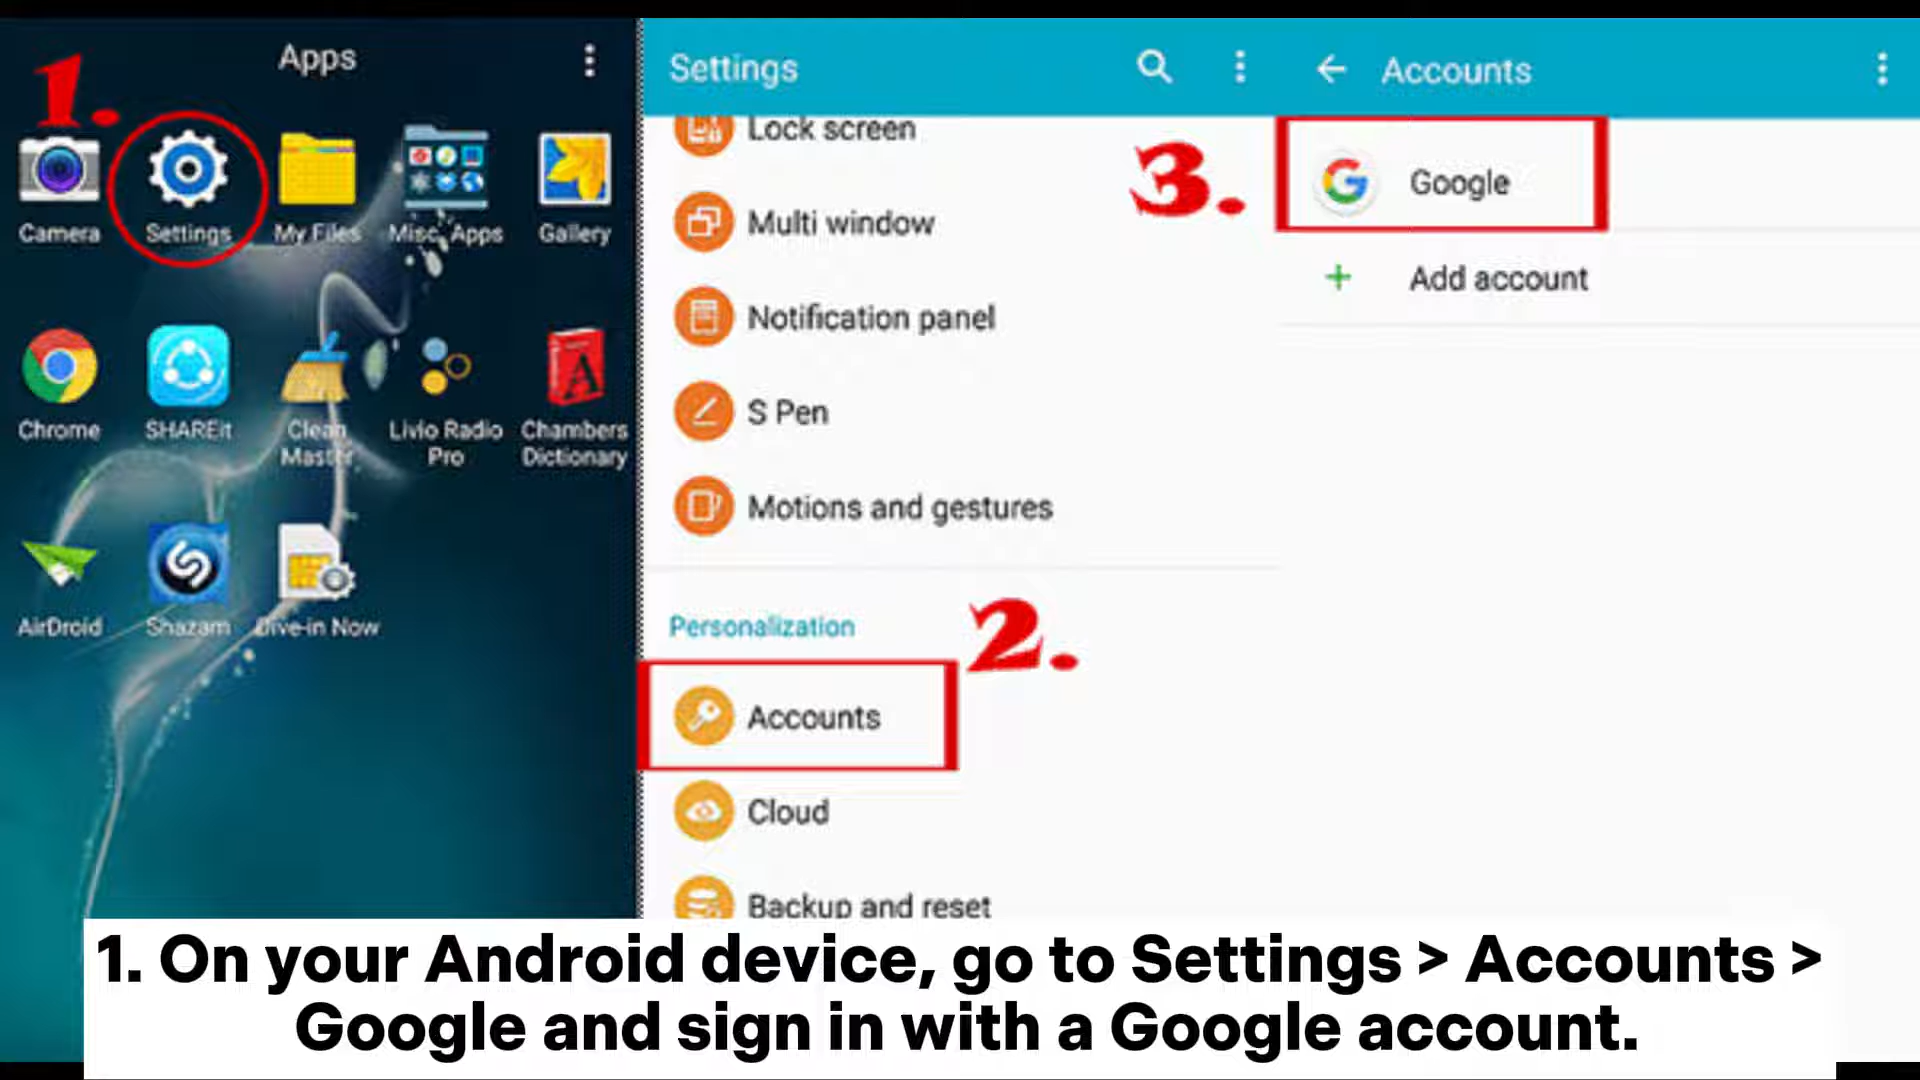 Apps
1.
Camera
Settings
My Files
Misc. Apps
Gallery
Chrome
SHAREit
Clean
Master
Livio Radio
Pro
Chambers
Dictionary
A
AirDroid
Shazam
Dive-in Now
Settings
Lock screen
Multi window
Notification panel
S Pen
Motions and gestures
Personalization
2.
Accounts
Cloud
Backup and reset
Accounts
3.
Google
+ Add account
1. On your Android device, go to Settings > Accounts >
Google and sign in with a Google account.